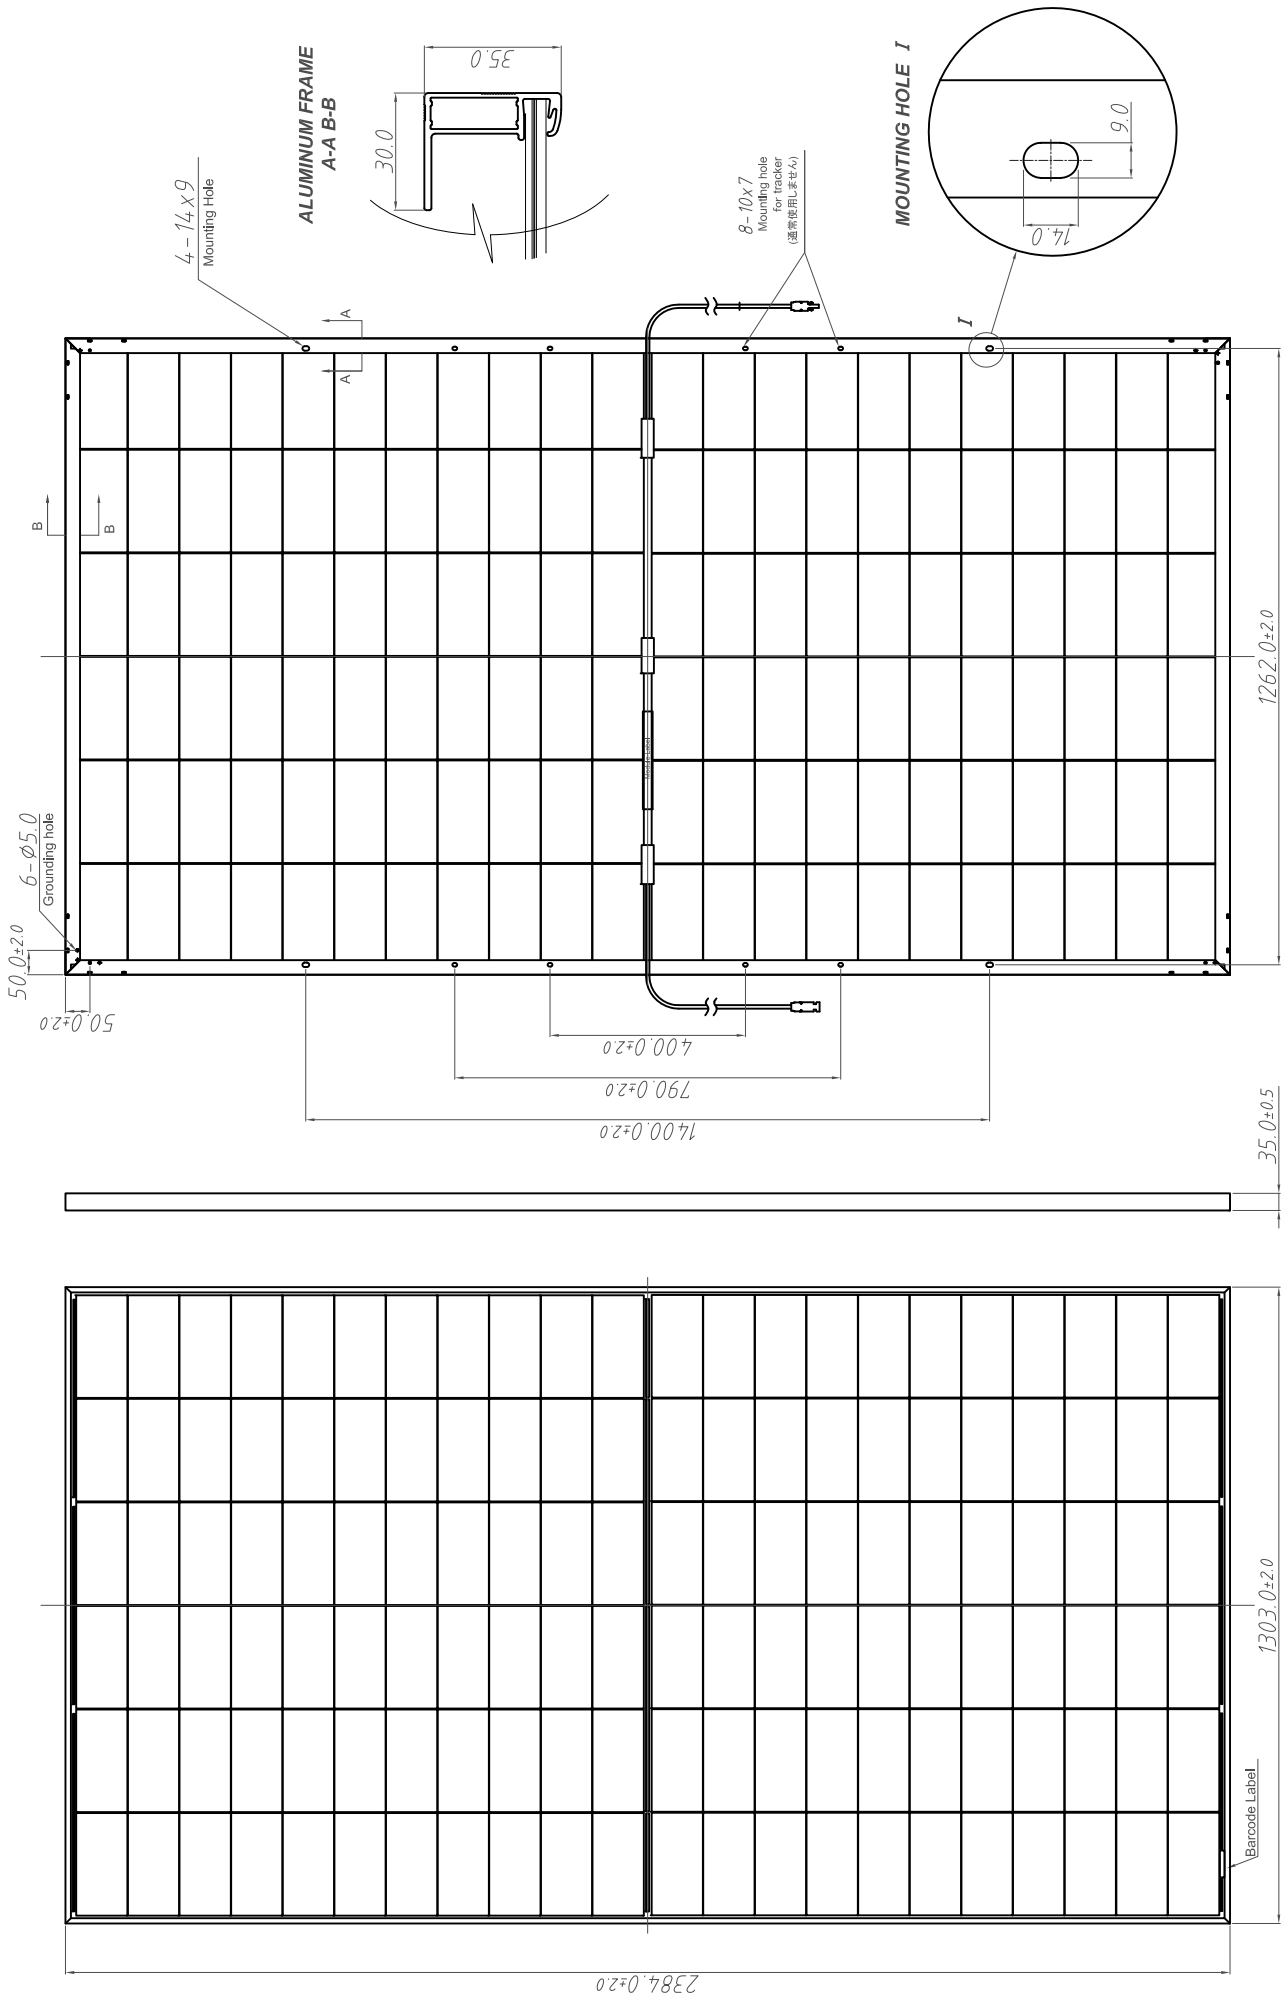 ALUMINUM FRAME
A-A B-B
35.0
30.0
MOUNTING HOLE I
9.0
14.0
4-14x9
Mounting Hole
8-10x7
Mounting hole
for tracker
(通常使用しません)
A
A
I
B
B
6-Ø5.0
Grounding hole
50.0±2.0
50.0±2.0
Module Label
1262.0±2.0
400.0±2.0
790.0±2.0
1400.0±2.0
35.0±0.5
1303.0±2.0
Barcode Label
2384.0±2.0